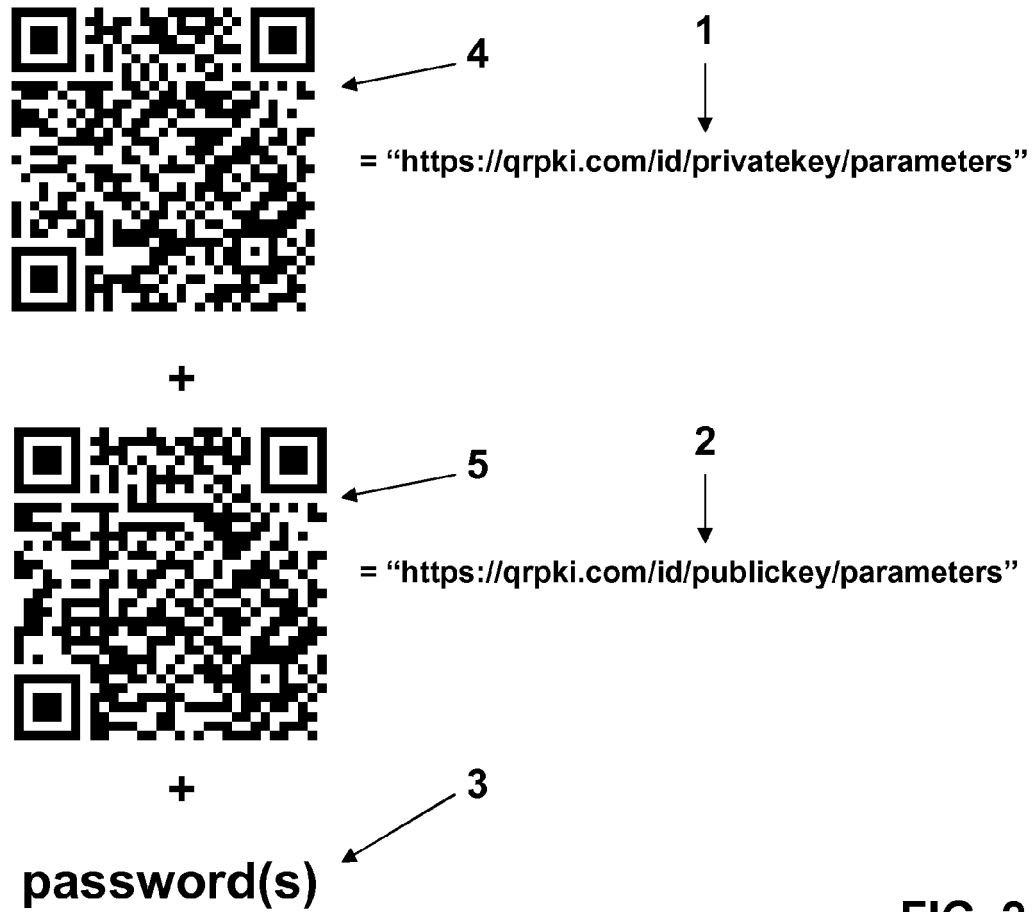 1
4
= “https://qrpki.com/id/privatekey/parameters”
+
2
5
= “https://qrpki.com/id/publickey/parameters”
+
3
password(s)